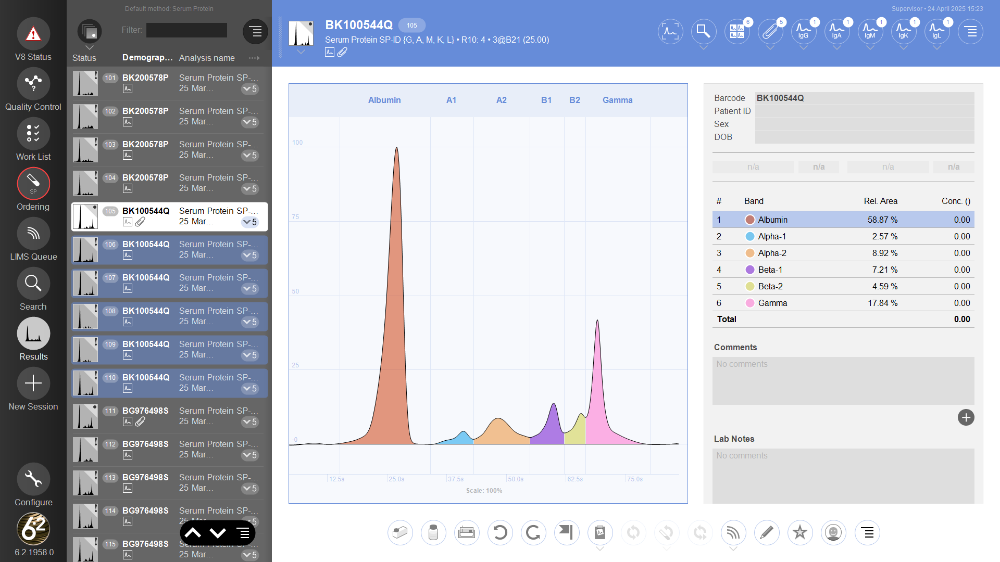 Default method: Serum Protein
Supervisor • 24 April 2025 15:23
V8 Status
Quality Control
Work List
SP
Ordering
LIMS Queue
Search
Results
New Session
Configure
6.2
6.2.1958.0
Filter:
Status
Demograp...
Analysis name
101 BK200578P Serum Protein SP-...
25 Mar... 5
102 BK200578P Serum Protein SP-...
25 Mar... 5
103 BK200578P Serum Protein SP-...
25 Mar... 5
104 BK200578P Serum Protein SP-...
25 Mar... 5
105 BK100544Q Serum Protein SP-...
25 Mar... 5
106 BK100544Q Serum Protein SP-...
25 Mar... 5
107 BK100544Q Serum Protein SP-...
25 Mar... 5
108 BK100544Q Serum Protein SP-...
25 Mar... 5
109 BK100544Q Serum Protein SP-...
25 Mar... 5
110 BK100544Q Serum Protein SP-...
25 Mar... 5
111 BG976498S Serum Protein SP-...
25 Mar... 5
112 BG976498S Serum Protein SP-...
25 Mar... 5
113 BG976498S Serum Protein SP-...
25 Mar... 5
114 BG976498S Serum Protein SP-...
5
115 BG976498S
25 Mar... 5
BK100544Q 105
Serum Protein SP-ID {G, A, M, K, L} • R10: 4 • 3@B21 (25.00)
6
5
IgG 1
IgA 1
IgM 1
IgK 1
IgL 1
Albumin A1 A2 B1 B2 Gamma
100
75
50
25
-0
12.5s 25.0s 37.5s 50.0s 62.5s 75.0s
Scale: 100%
Barcode BK100544Q
Patient ID
Sex
DOB
n/a n/a n/a n/a
# Band Rel. Area Conc. ()
1 Albumin 58.87 % 0.00
2 Alpha-1 2.57 % 0.00
3 Alpha-2 8.92 % 0.00
4 Beta-1 7.21 % 0.00
5 Beta-2 4.59 % 0.00
6 Gamma 17.84 % 0.00
Total 0.00
Comments
No comments
Lab Notes
No comments